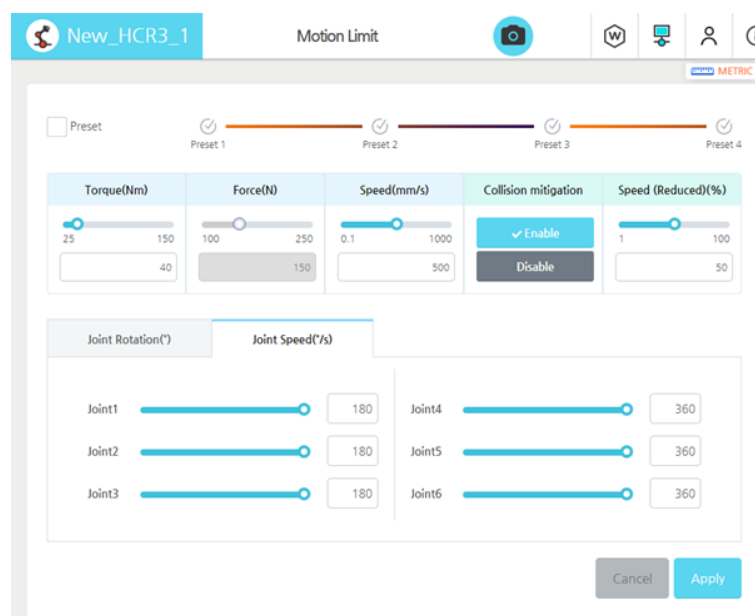 New_HCR3_1
Motion Limit
W
METRIC
Preset
Preset 1
Preset 2
Preset 3
Preset 4
Torque(Nm)
Force(N)
Speed(mm/s)
Collision mitigation
Speed (Reduced)(%)
25 150
100 250
0.1 1000
Enable
1 100
40
150
500
Disable
50
Joint Rotation(°)
Joint Speed(°/s)
Joint1 180
Joint4 360
Joint2 180
Joint5 360
Joint3 180
Joint6 360
Cancel
Apply